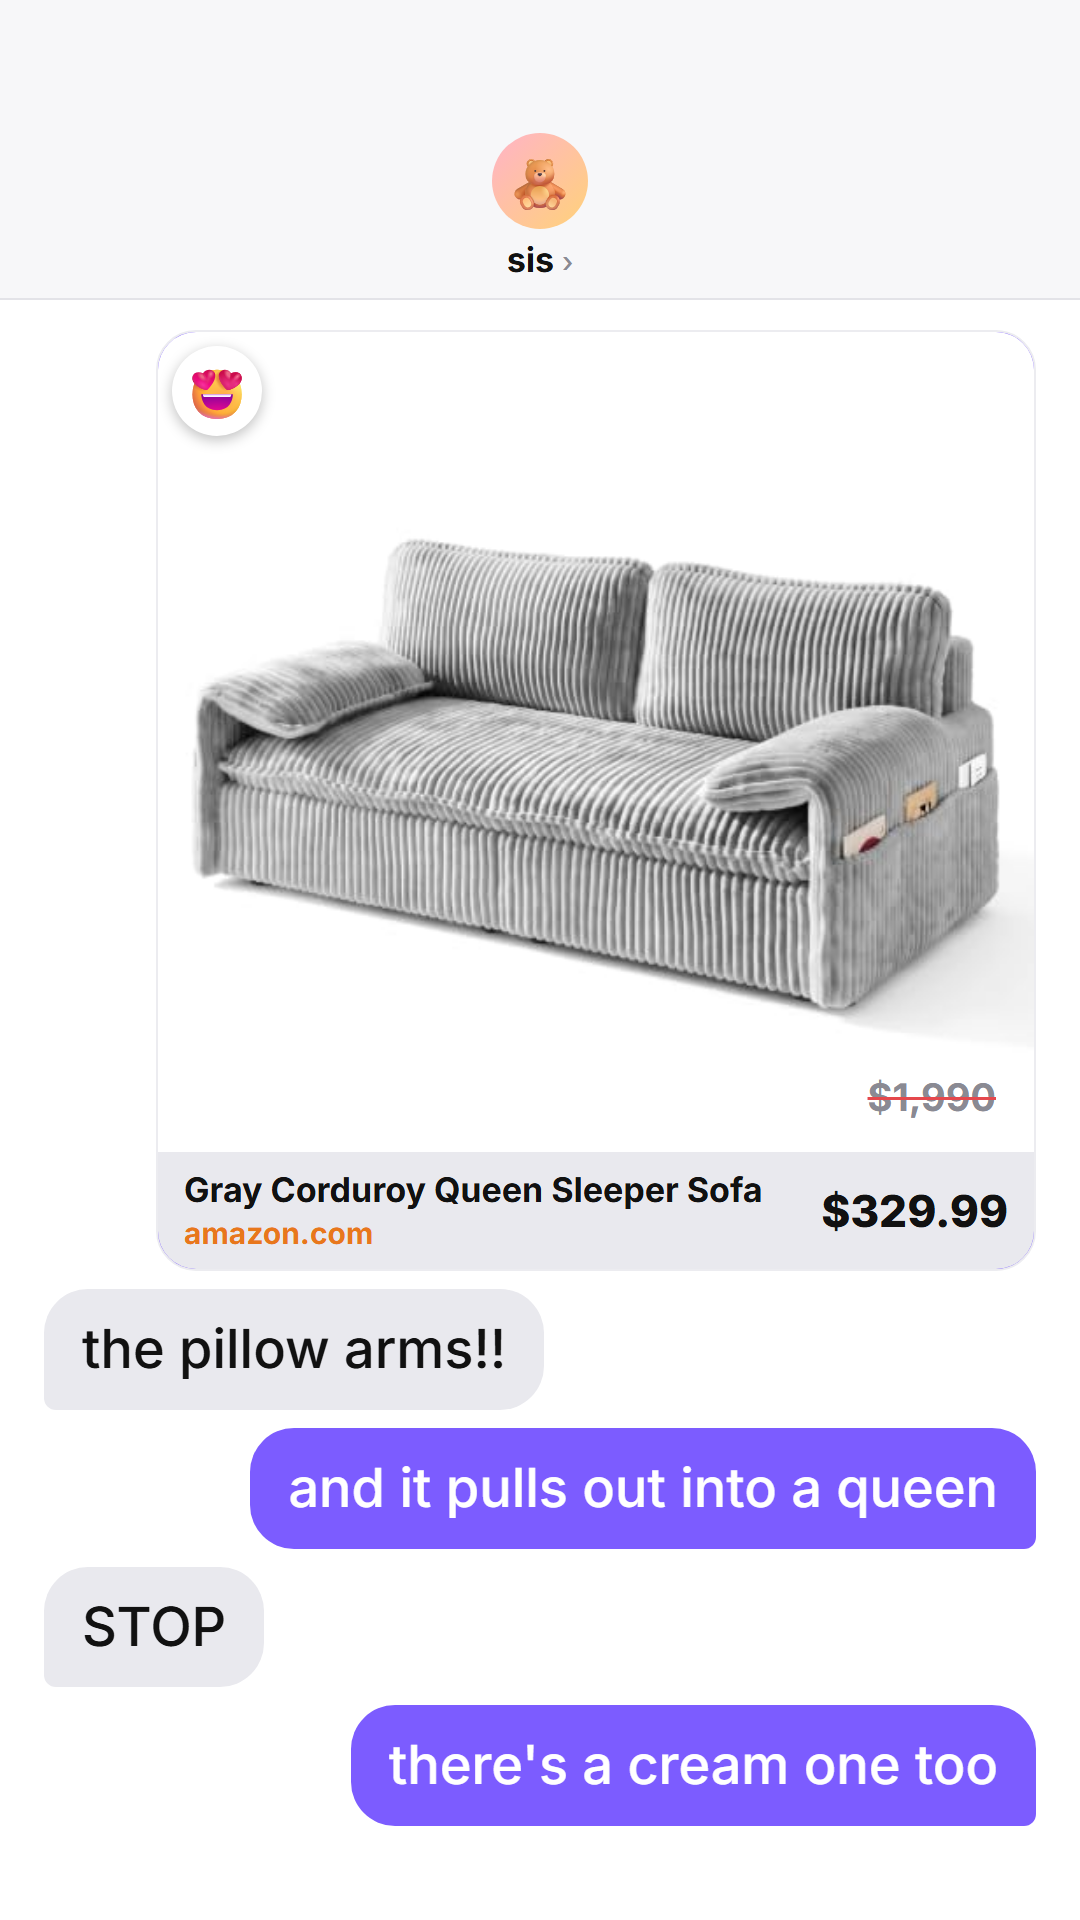 sis ›
$1,990
Gray Corduroy Queen Sleeper Sofa
$329.99
amazon.com
the pillow arms!!
and it pulls out into a queen
STOP
there's a cream one too